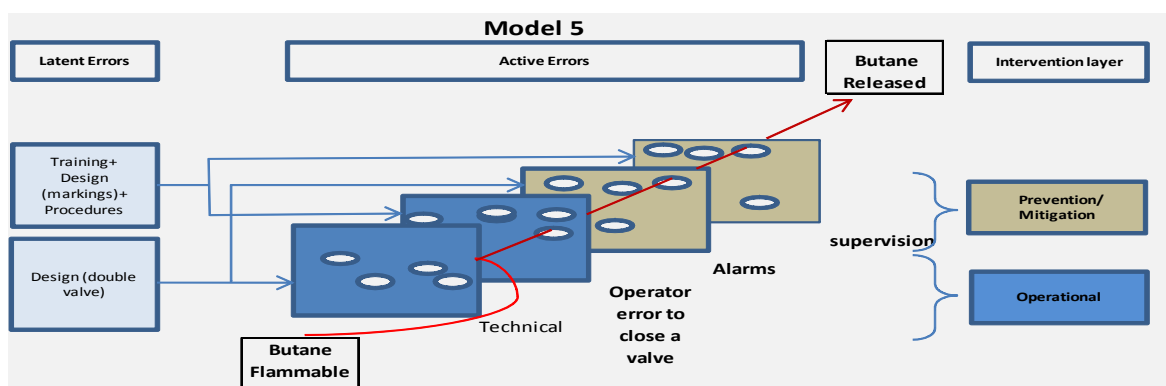 Model 5
Latent Errors
Active Errors
Butane
Released
Intervention layer
Training+
Design
(markings)+
Procedures
Prevention/
Mitigation
supervision
Design (double
valve)
Alarms
Operator
error to
close a
valve
Operational
Technical
Butane
Flammable